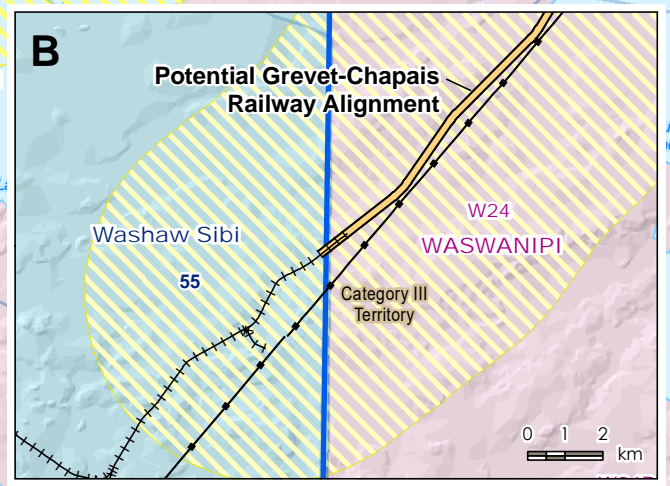 B
Potential Grevet-Chapais
Railway Alignment
W24
WASWANIPI
Washaw Sibi
55
Category III
Territory
0 1 2
km